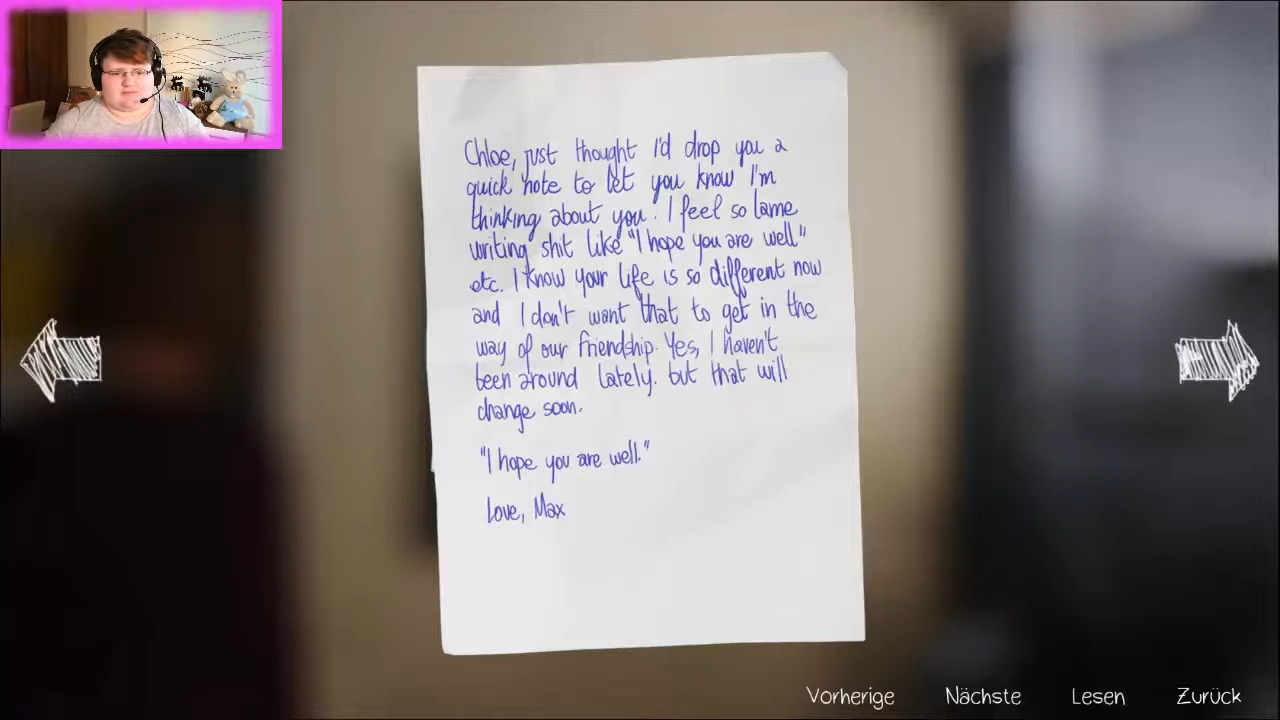 Chloe, just thought I'd drop you a
quick note to let you know I'm
thinking about you. I feel so lame
writing shit like "I hope you are well"
etc. I know your life is so different now
and I don't want that to get in the
way of our friendship. Yes, I haven't
been around lately. but that will
change soon.
"I hope you are well."
Love, Max
Vorherige Nächste Lesen Zurück